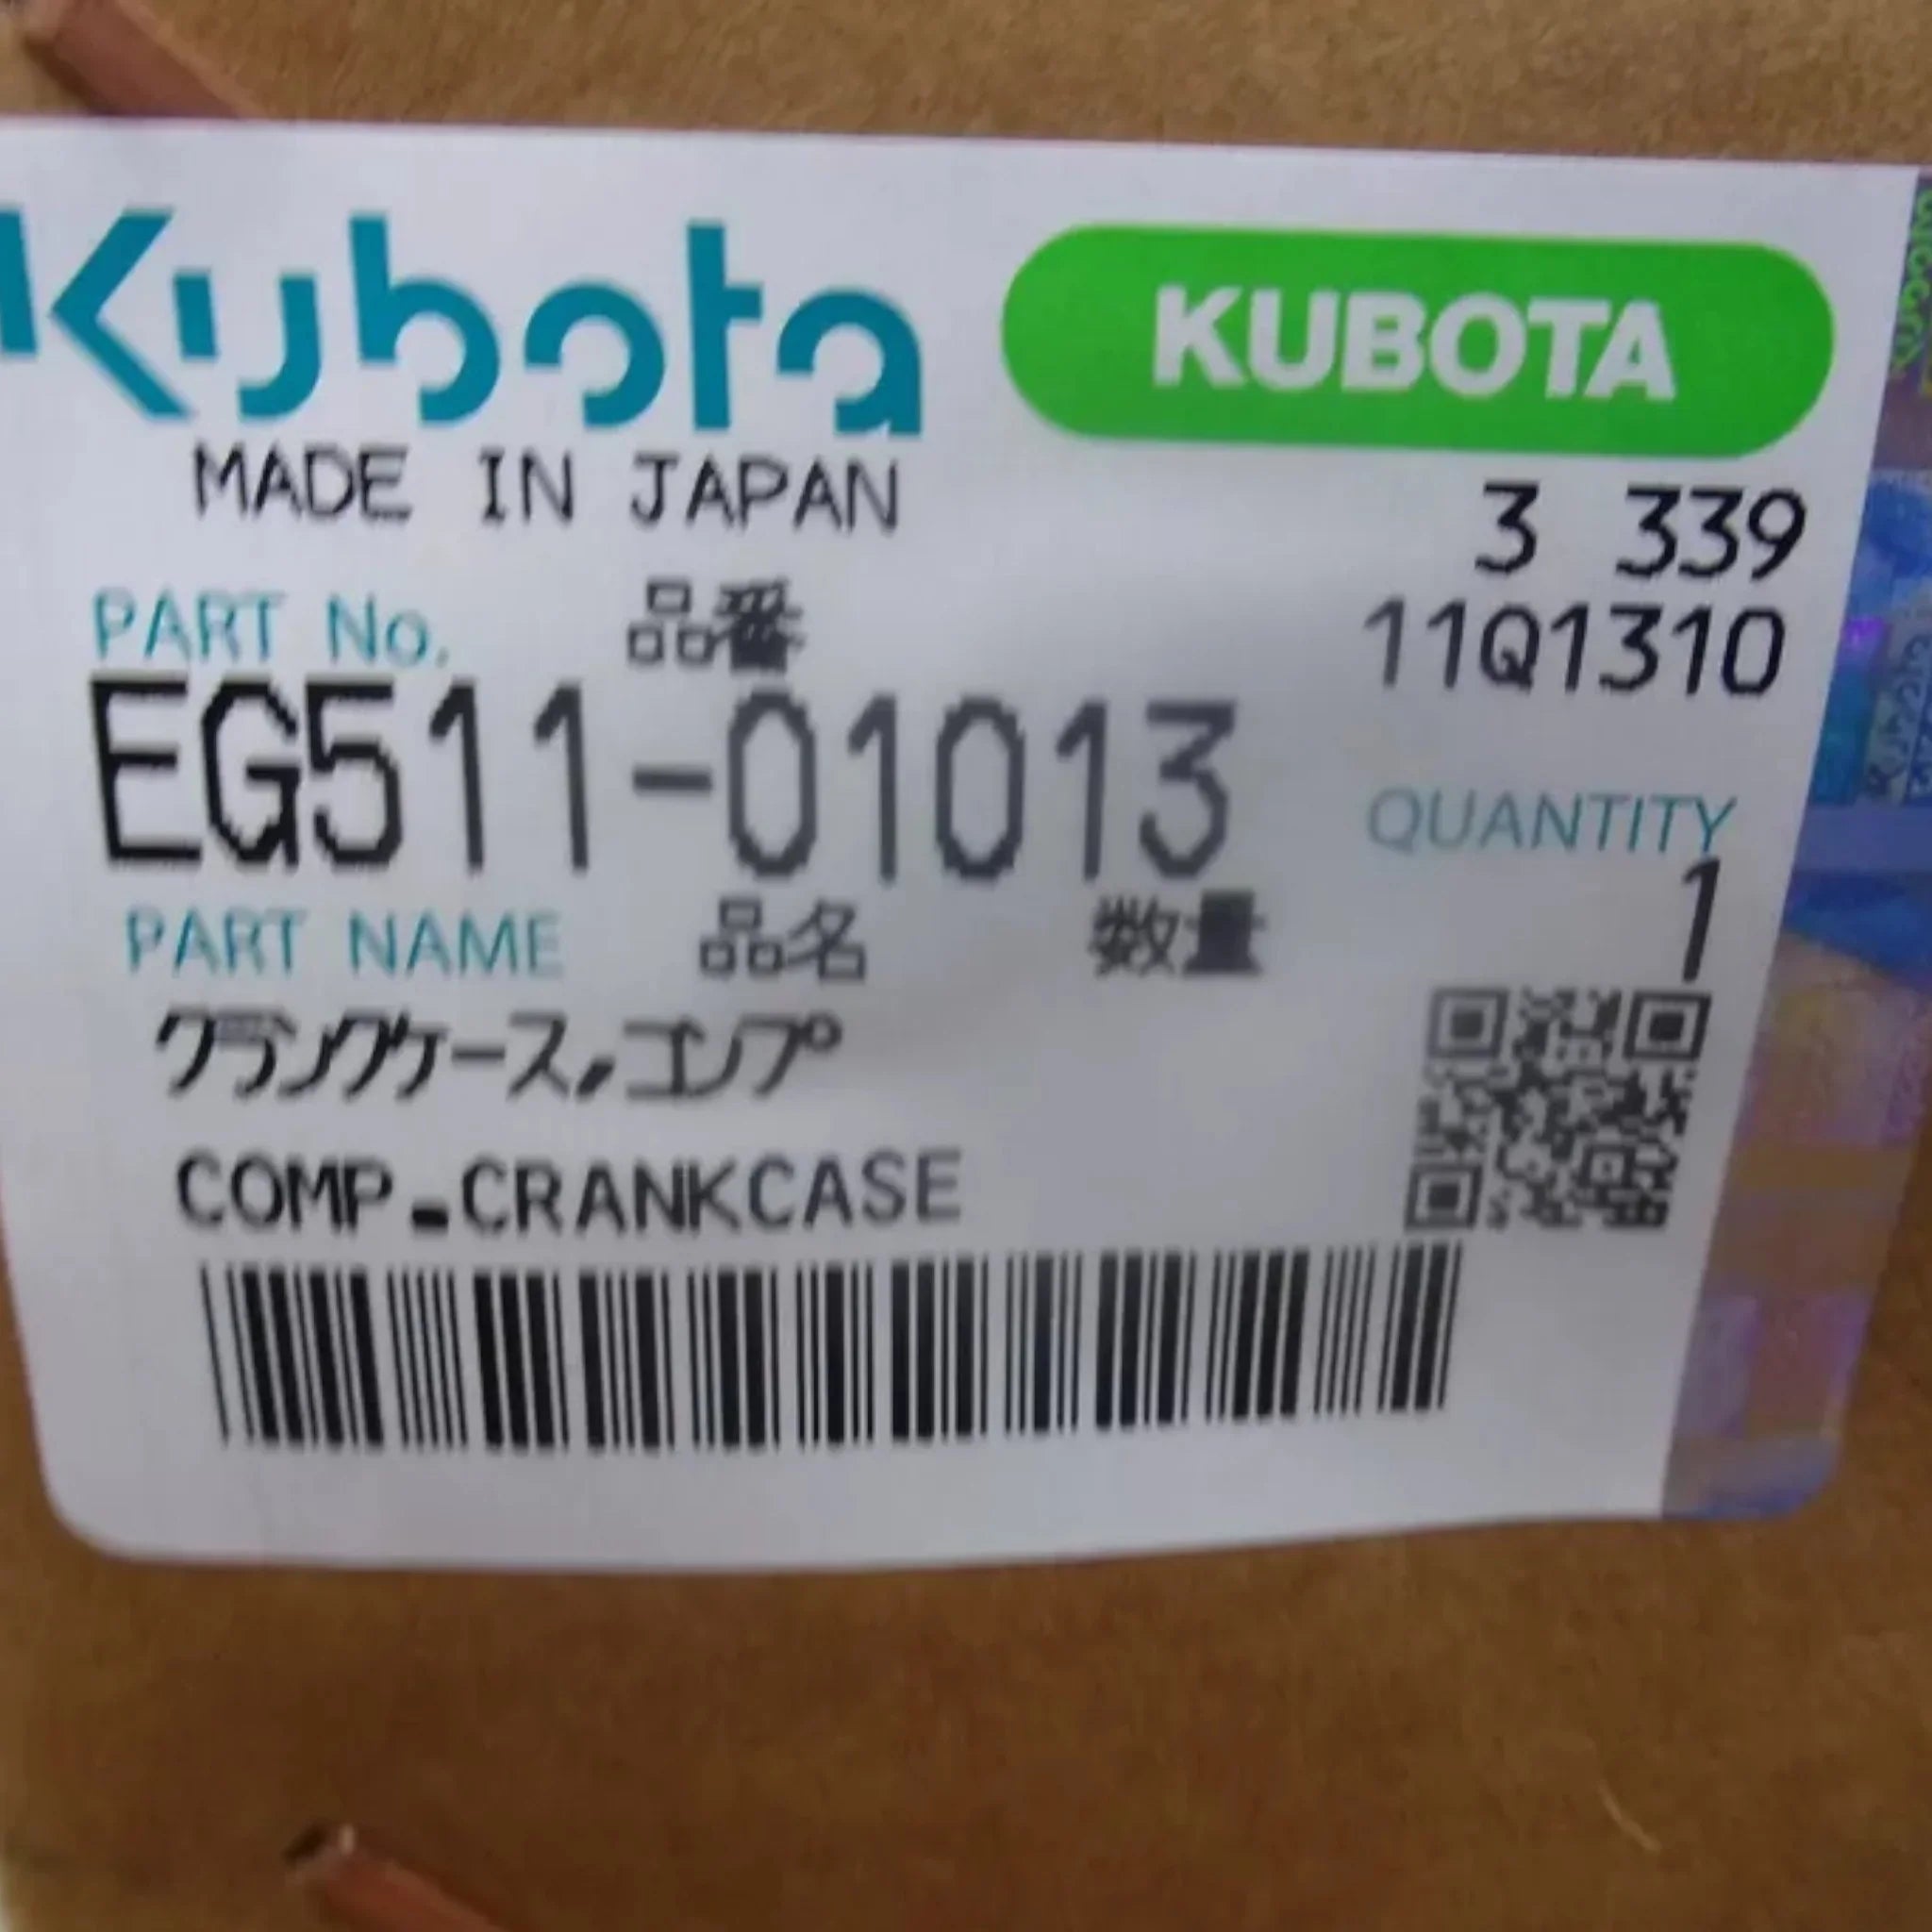 Kubota KUBOTA
MADE IN JAPAN
3 339
PART No. 品番
11Q1310
EG511-01013
QUANTITY
1
PART NAME 品名 数量
クランクケース,コンプ
COMP.CRANKCASE